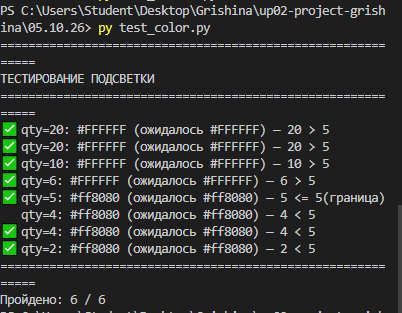 PS C:\Users\Student\Desktop\Grishina\up02-project-grish
ina\05.10.26> py test_color.py
=======================================================
=====
ТЕСТИРОВАНИЕ ПОДСВЕТКИ
=======================================================
=====
✅ qty=20: #FFFFFF (ожидалось #FFFFFF) — 20 > 5
✅ qty=20: #FFFFFF (ожидалось #FFFFFF) — 20 > 5
✅ qty=10: #FFFFFF (ожидалось #FFFFFF) — 10 > 5
✅ qty=6: #FFFFFF (ожидалось #FFFFFF) — 6 > 5
✅ qty=5: #ff8080 (ожидалось #ff8080) — 5 <= 5(граница)
qty=4: #ff8080 (ожидалось #ff8080) — 4 < 5
✅ qty=4: #ff8080 (ожидалось #ff8080) — 4 < 5
✅ qty=2: #ff8080 (ожидалось #ff8080) — 2 < 5
=======================================================
=====
Пройдено: 6 / 6